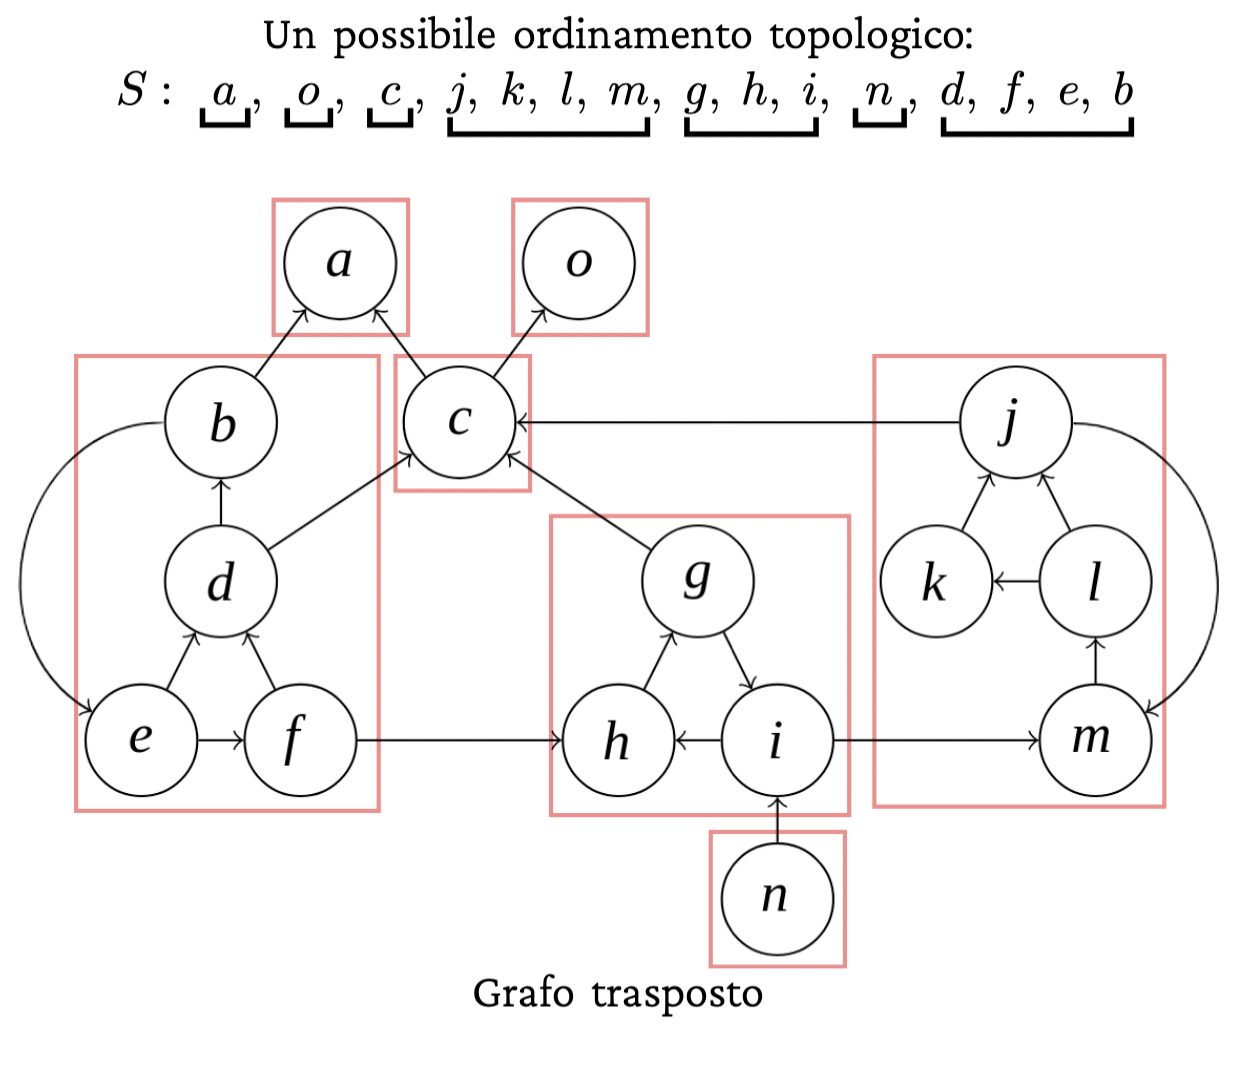 Un possibile ordinamento topologico:
S : a, o, c, j, k, l, m, g, h, i, n, d, f, e, b
a o
b c j
d g k l
e f h i m
n
Grafo trasposto